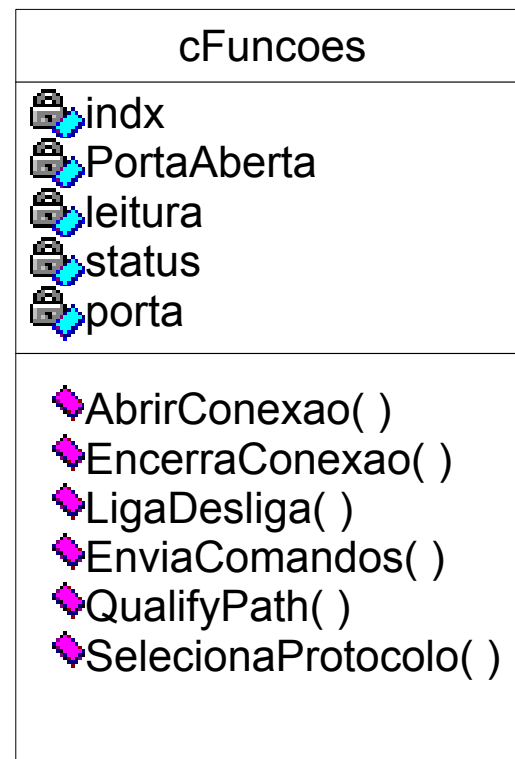 cFuncoes
indx
PortaAberta
leitura
status
porta
AbrirConexao( )
EncerraConexao( )
LigaDesliga( )
EnviaComandos( )
QualifyPath( )
SelecionaProtocolo( )